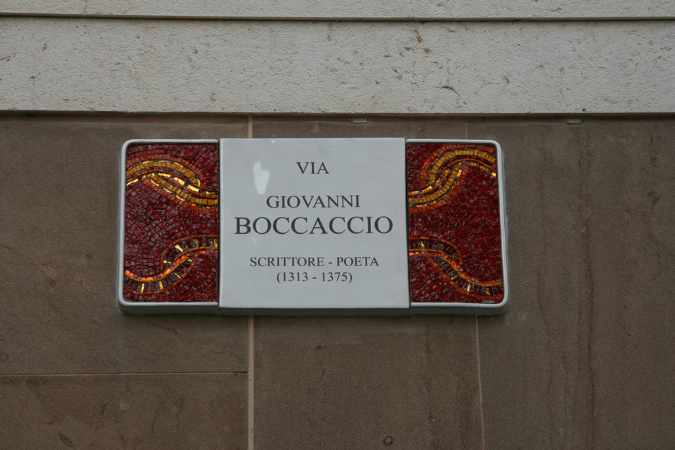 VIA
GIOVANNI
BOCCACCIO
SCRITTORE - POETA
(1313 - 1375)